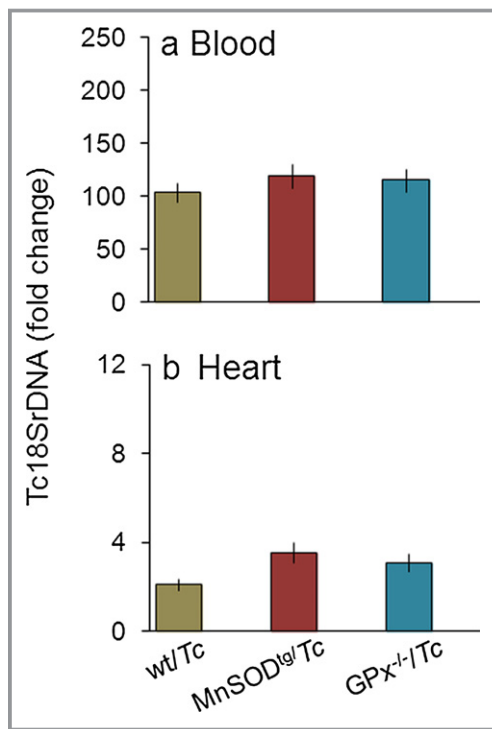 a Blood
250
200
150
100
50
0
Tc18SrDNA (fold change)
b Heart
12
8
4
0
wt/Tc
MnSODtg/Tc
GPx-/-/Tc